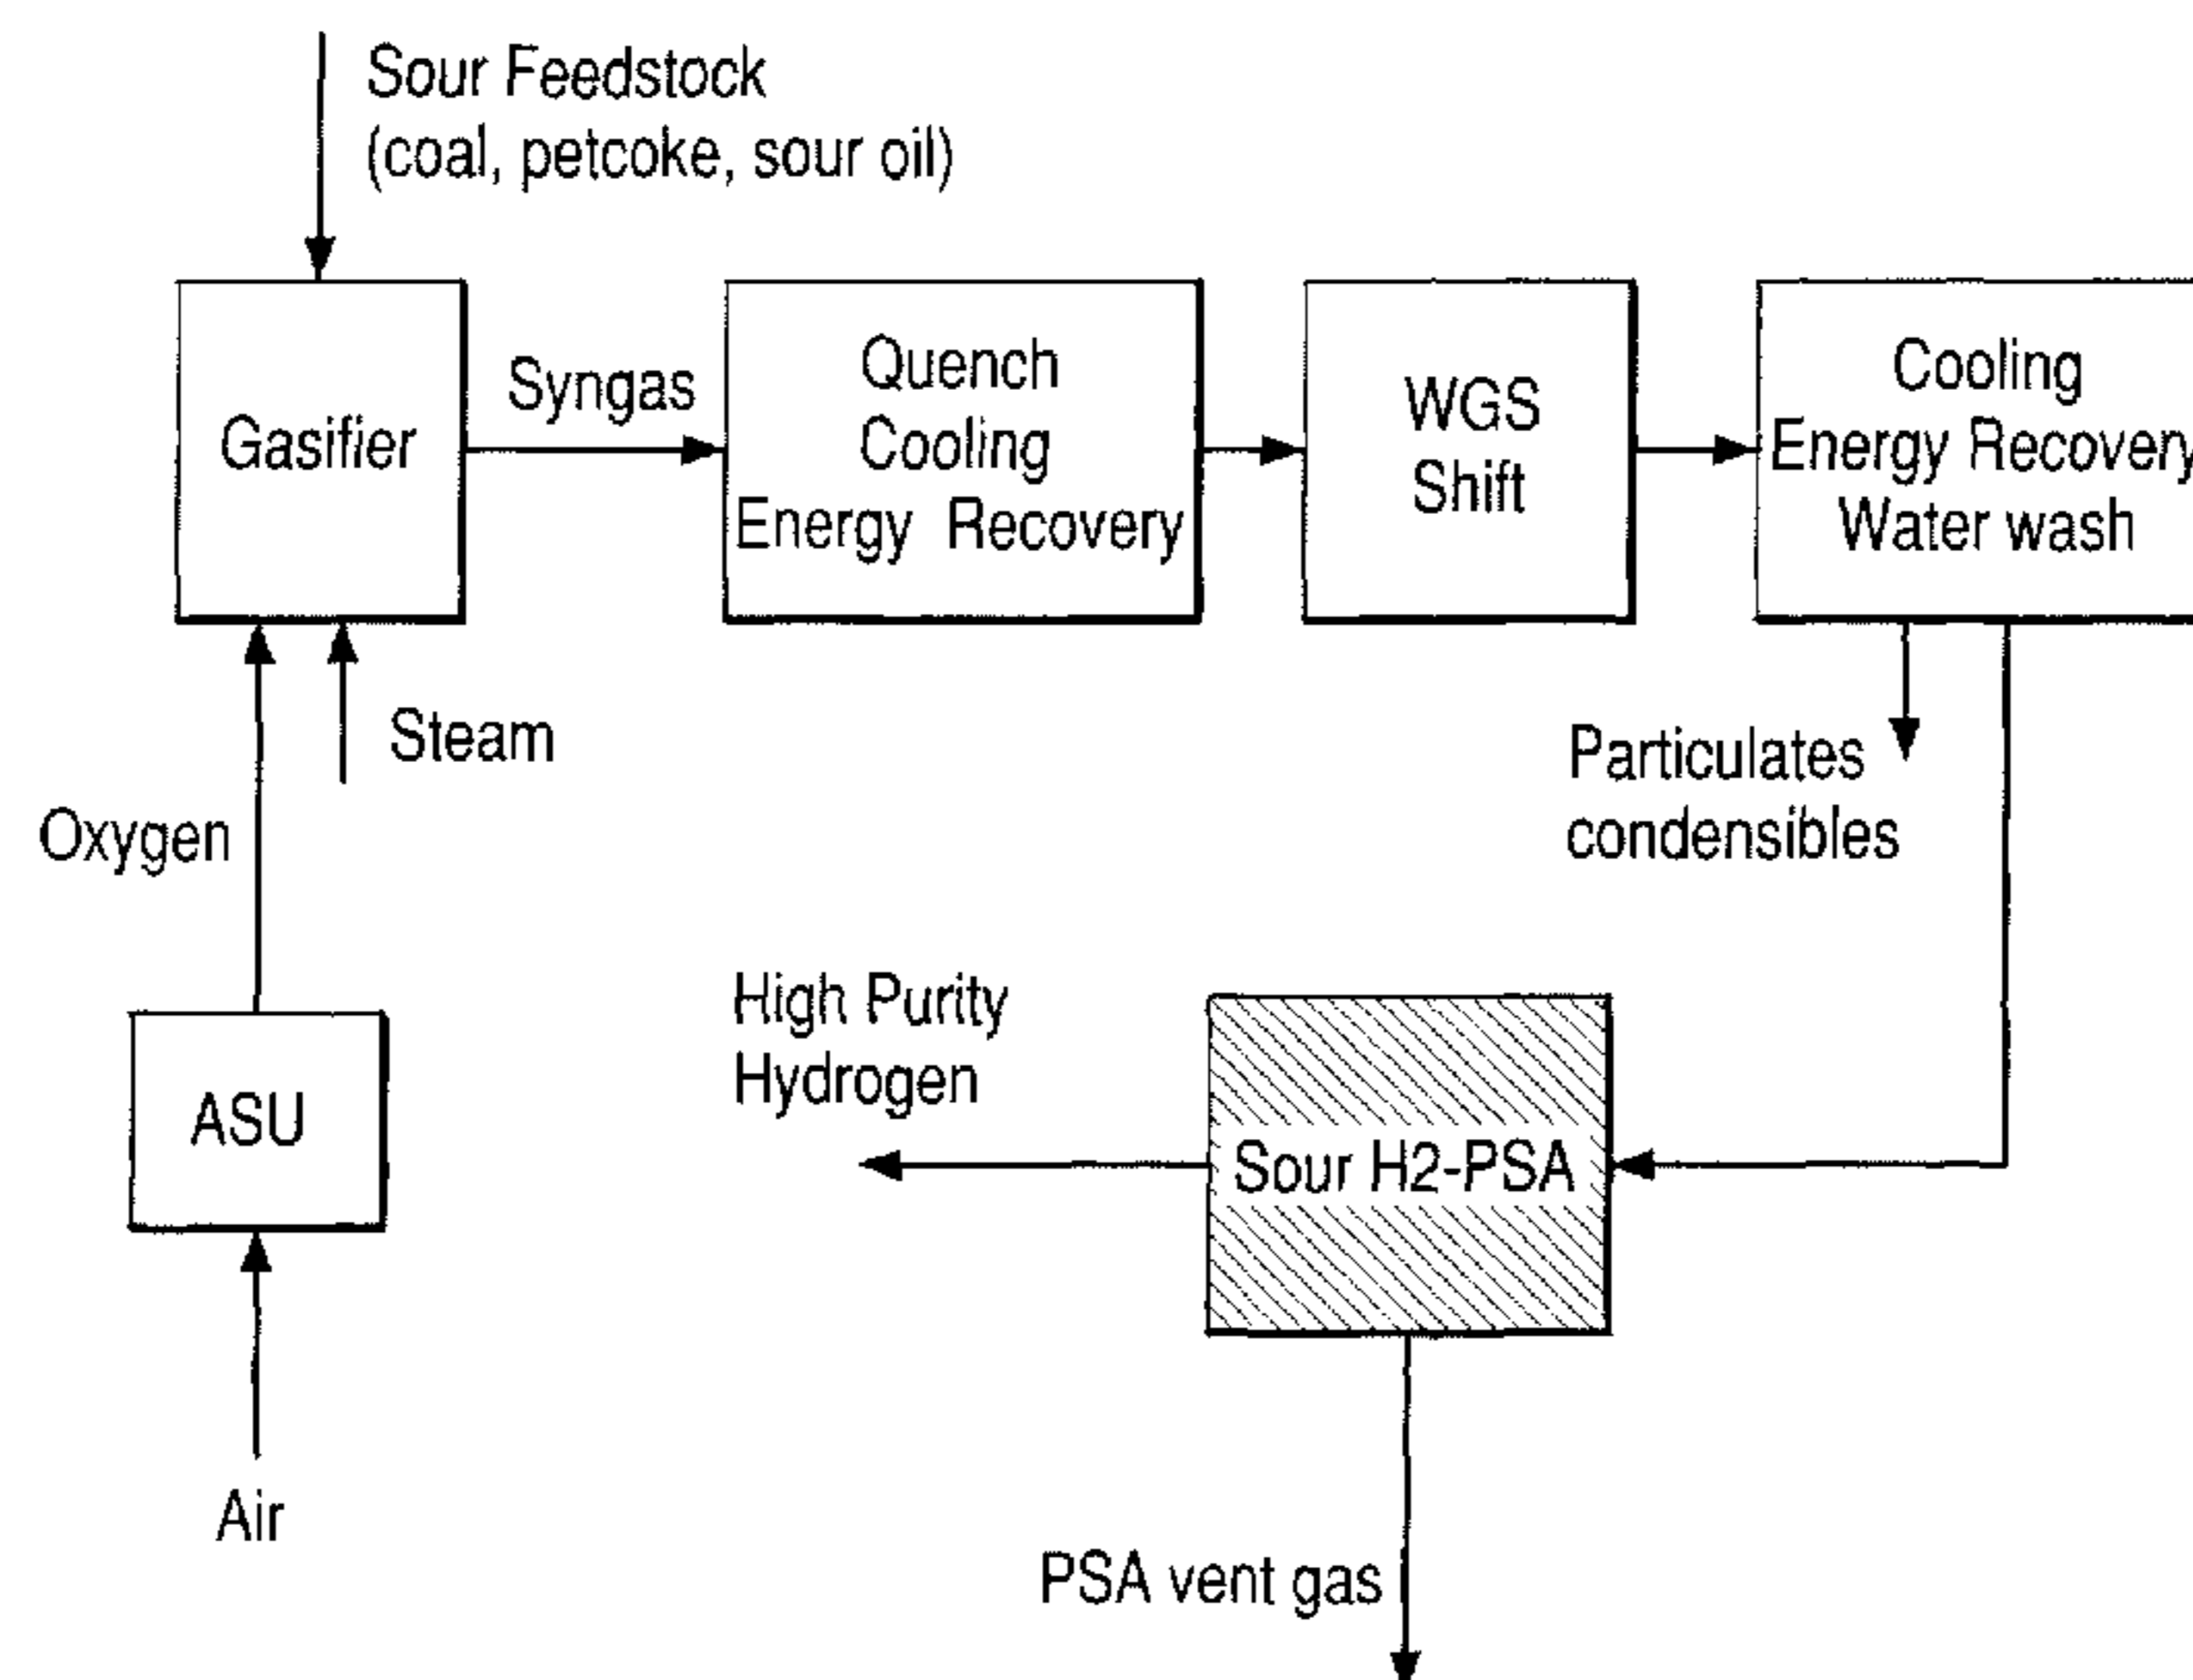 Sour Feedstock
(coal, petcoke, sour oil)
Gasifier
Syngas
Quench
Cooling
Energy Recovery
WGS
Shift
Cooling
Energy Recovery
Water wash
Steam
Oxygen
Particulates
condensibles
ASU
Air
High Purity
Hydrogen
Sour H2-PSA
PSA vent gas